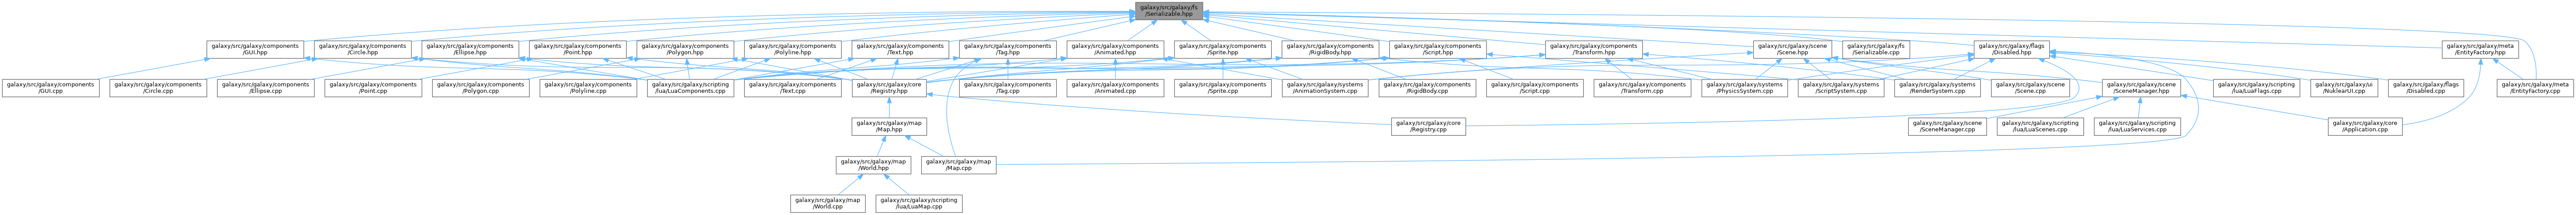 galaxy/src/galaxy/fs
/Serializable.hpp
galaxy/src/galaxy/components
/GUI.hpp
galaxy/src/galaxy/components
/Circle.hpp
galaxy/src/galaxy/components
/Ellipse.hpp
galaxy/src/galaxy/components
/Point.hpp
galaxy/src/galaxy/components
/Polygon.hpp
galaxy/src/galaxy/components
/Polyline.hpp
galaxy/src/galaxy/components
/Text.hpp
galaxy/src/galaxy/components
/Tag.hpp
galaxy/src/galaxy/components
/Animated.hpp
galaxy/src/galaxy/components
/Sprite.hpp
galaxy/src/galaxy/components
/RigidBody.hpp
galaxy/src/galaxy/components
/Script.hpp
galaxy/src/galaxy/components
/Transform.hpp
galaxy/src/galaxy/scene
/Scene.hpp
galaxy/src/galaxy/fs
/Serializable.cpp
galaxy/src/galaxy/flags
/Disabled.hpp
galaxy/src/galaxy/meta
/EntityFactory.hpp
galaxy/src/galaxy/components
/GUI.cpp
galaxy/src/galaxy/components
/Circle.cpp
galaxy/src/galaxy/components
/Ellipse.cpp
galaxy/src/galaxy/components
/Point.cpp
galaxy/src/galaxy/components
/Polygon.cpp
galaxy/src/galaxy/components
/Polyline.cpp
galaxy/src/galaxy/scripting
/lua/LuaComponents.cpp
galaxy/src/galaxy/components
/Text.cpp
galaxy/src/galaxy/core
/Registry.hpp
galaxy/src/galaxy/components
/Tag.cpp
galaxy/src/galaxy/components
/Animated.cpp
galaxy/src/galaxy/components
/Sprite.cpp
galaxy/src/galaxy/systems
/AnimationSystem.cpp
galaxy/src/galaxy/components
/RigidBody.cpp
galaxy/src/galaxy/components
/Script.cpp
galaxy/src/galaxy/components
/Transform.cpp
galaxy/src/galaxy/systems
/PhysicsSystem.cpp
galaxy/src/galaxy/systems
/ScriptSystem.cpp
galaxy/src/galaxy/systems
/RenderSystem.cpp
galaxy/src/galaxy/scene
/Scene.cpp
galaxy/src/galaxy/scene
/SceneManager.hpp
galaxy/src/galaxy/scripting
/lua/LuaFlags.cpp
galaxy/src/galaxy/ui
/NuklearUI.cpp
galaxy/src/galaxy/flags
/Disabled.cpp
galaxy/src/galaxy/meta
/EntityFactory.cpp
galaxy/src/galaxy/map
/Map.hpp
galaxy/src/galaxy/core
/Registry.cpp
galaxy/src/galaxy/scene
/SceneManager.cpp
galaxy/src/galaxy/scripting
/lua/LuaScenes.cpp
galaxy/src/galaxy/scripting
/lua/LuaServices.cpp
galaxy/src/galaxy/core
/Application.cpp
galaxy/src/galaxy/map
/World.hpp
galaxy/src/galaxy/map
/Map.cpp
galaxy/src/galaxy/map
/World.cpp
galaxy/src/galaxy/scripting
/lua/LuaMap.cpp